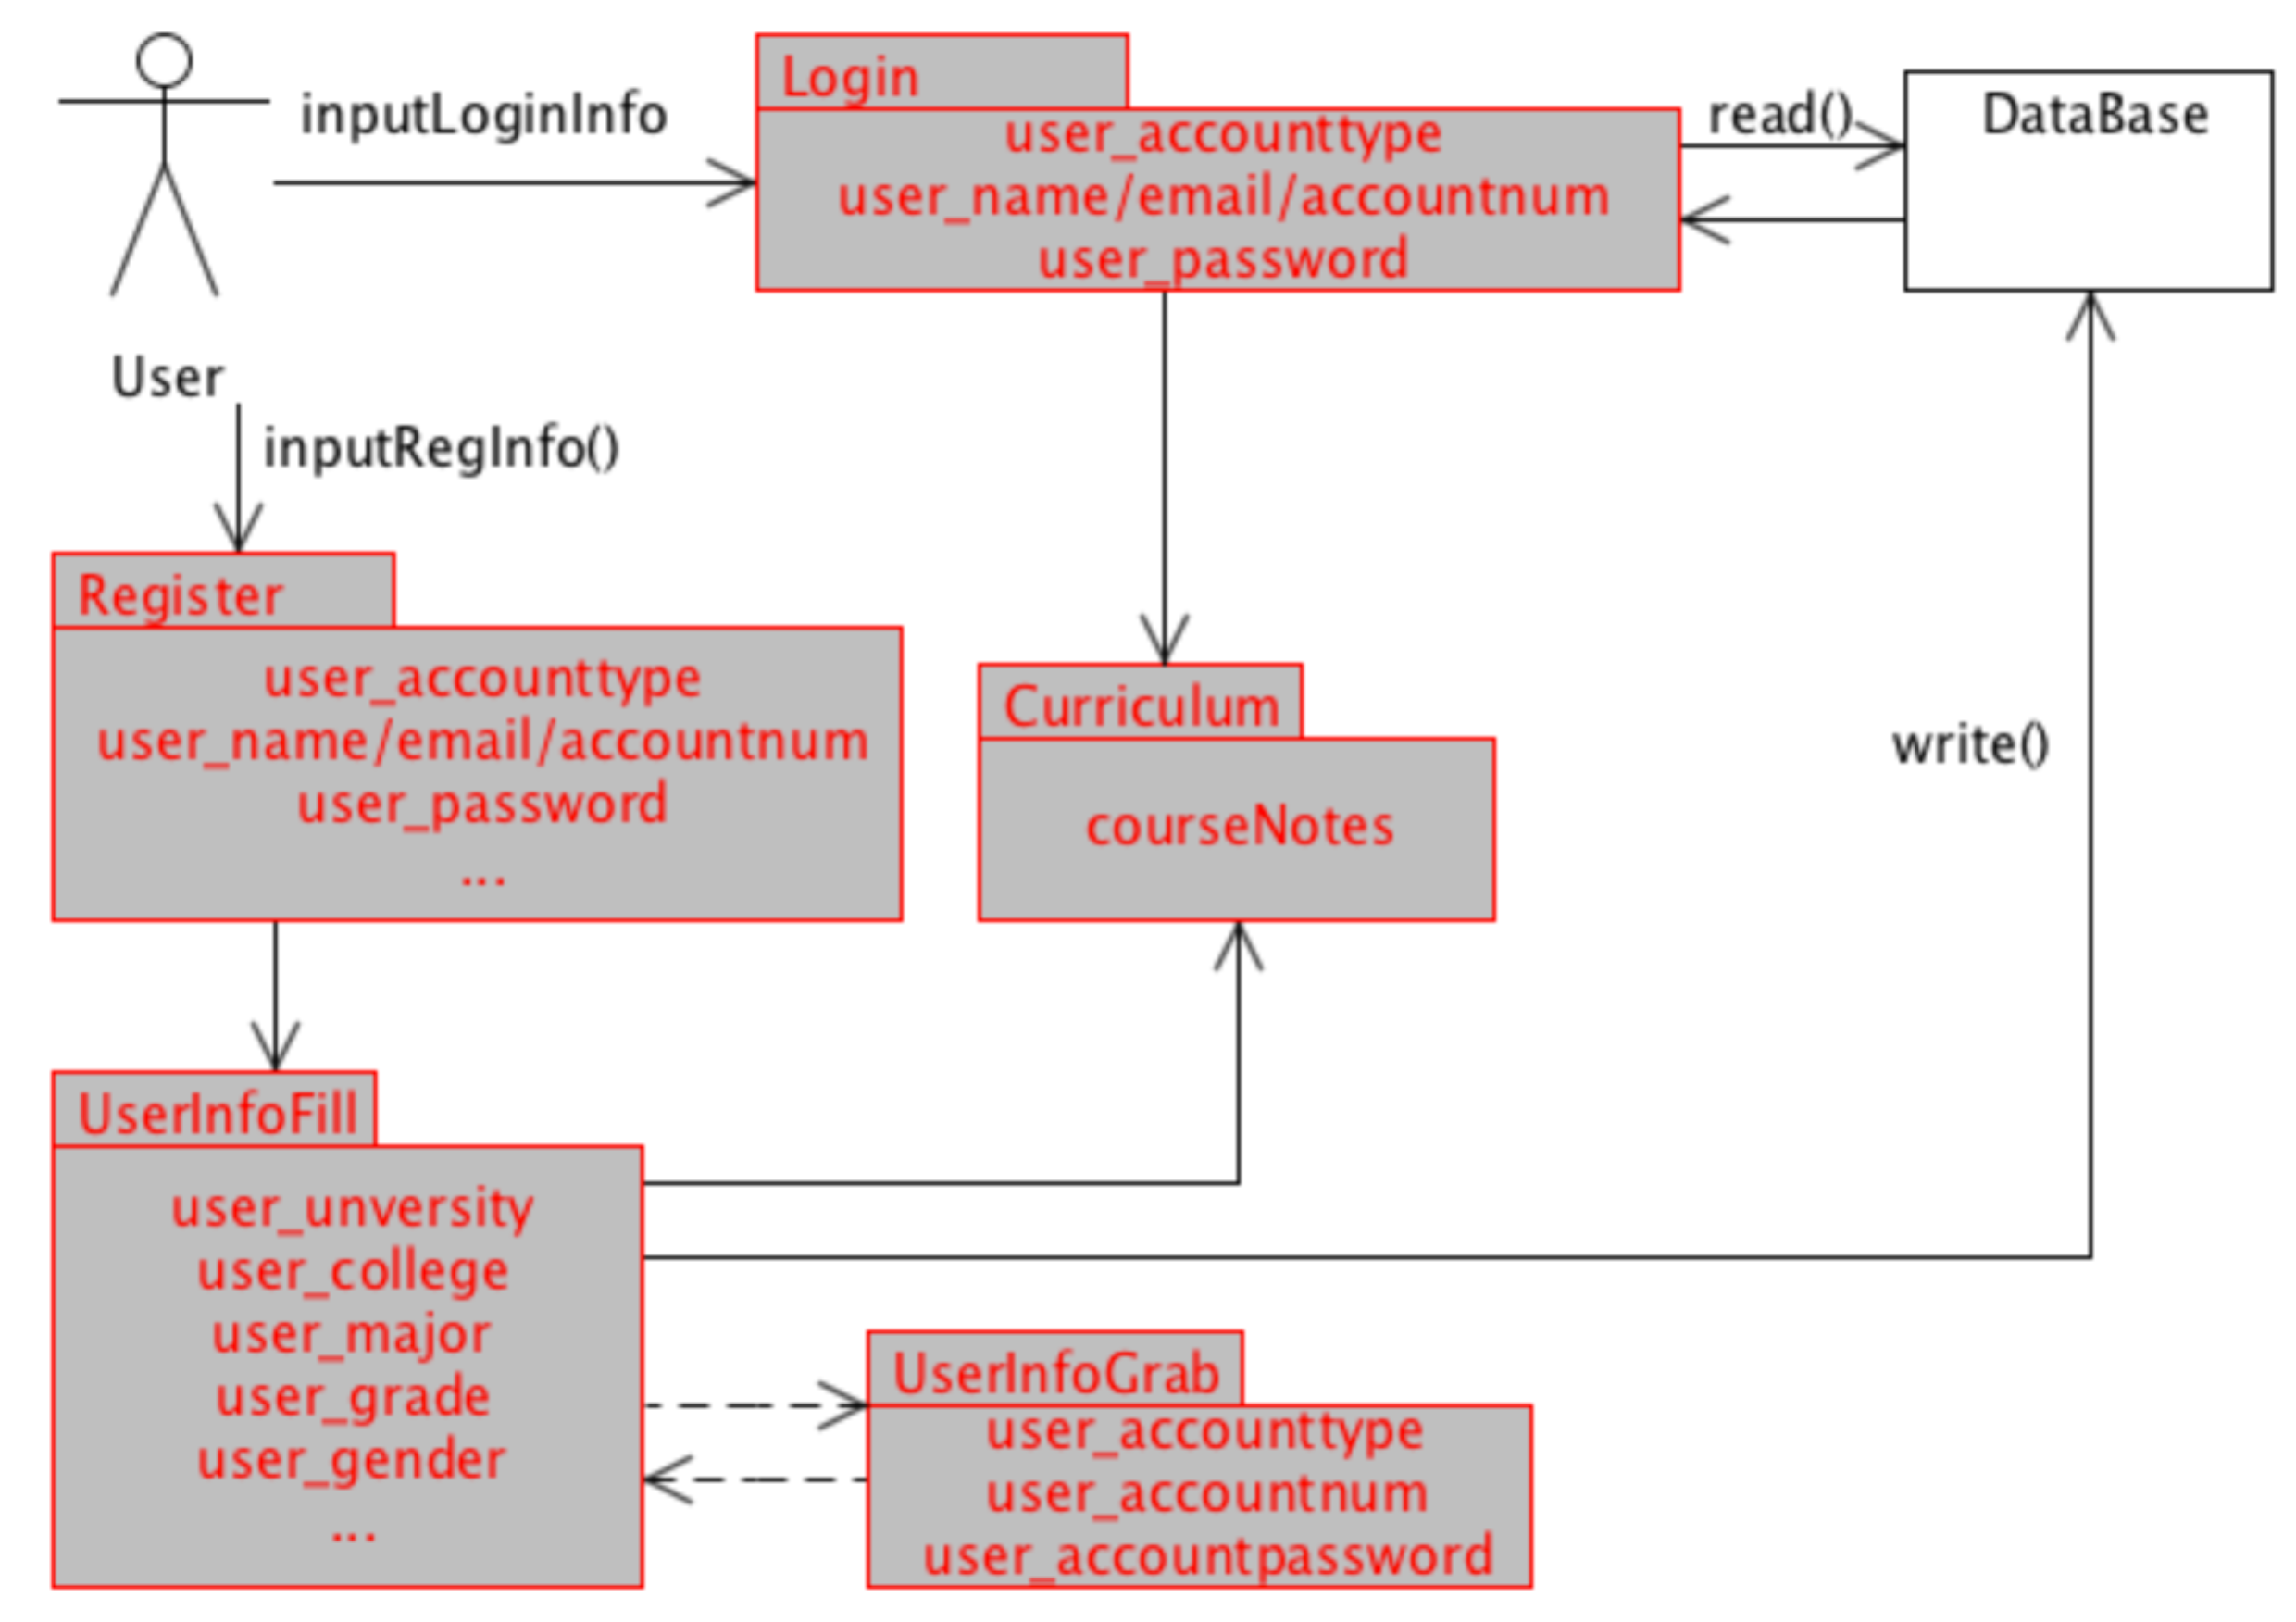 Login
inputLoginInfo
user_accounttype
user_name/email/accountnum
user_password
read()
DataBase
User
inputRegInfo()
Register
user_accounttype
user_name/email/accountnum
user_password
...
Curriculum
courseNotes
write()
UserInfoFill
user_unversity
user_college
user_major
user_grade
user_gender
...
UserInfoGrab
user_accounttype
user_accountnum
user_accountpassword